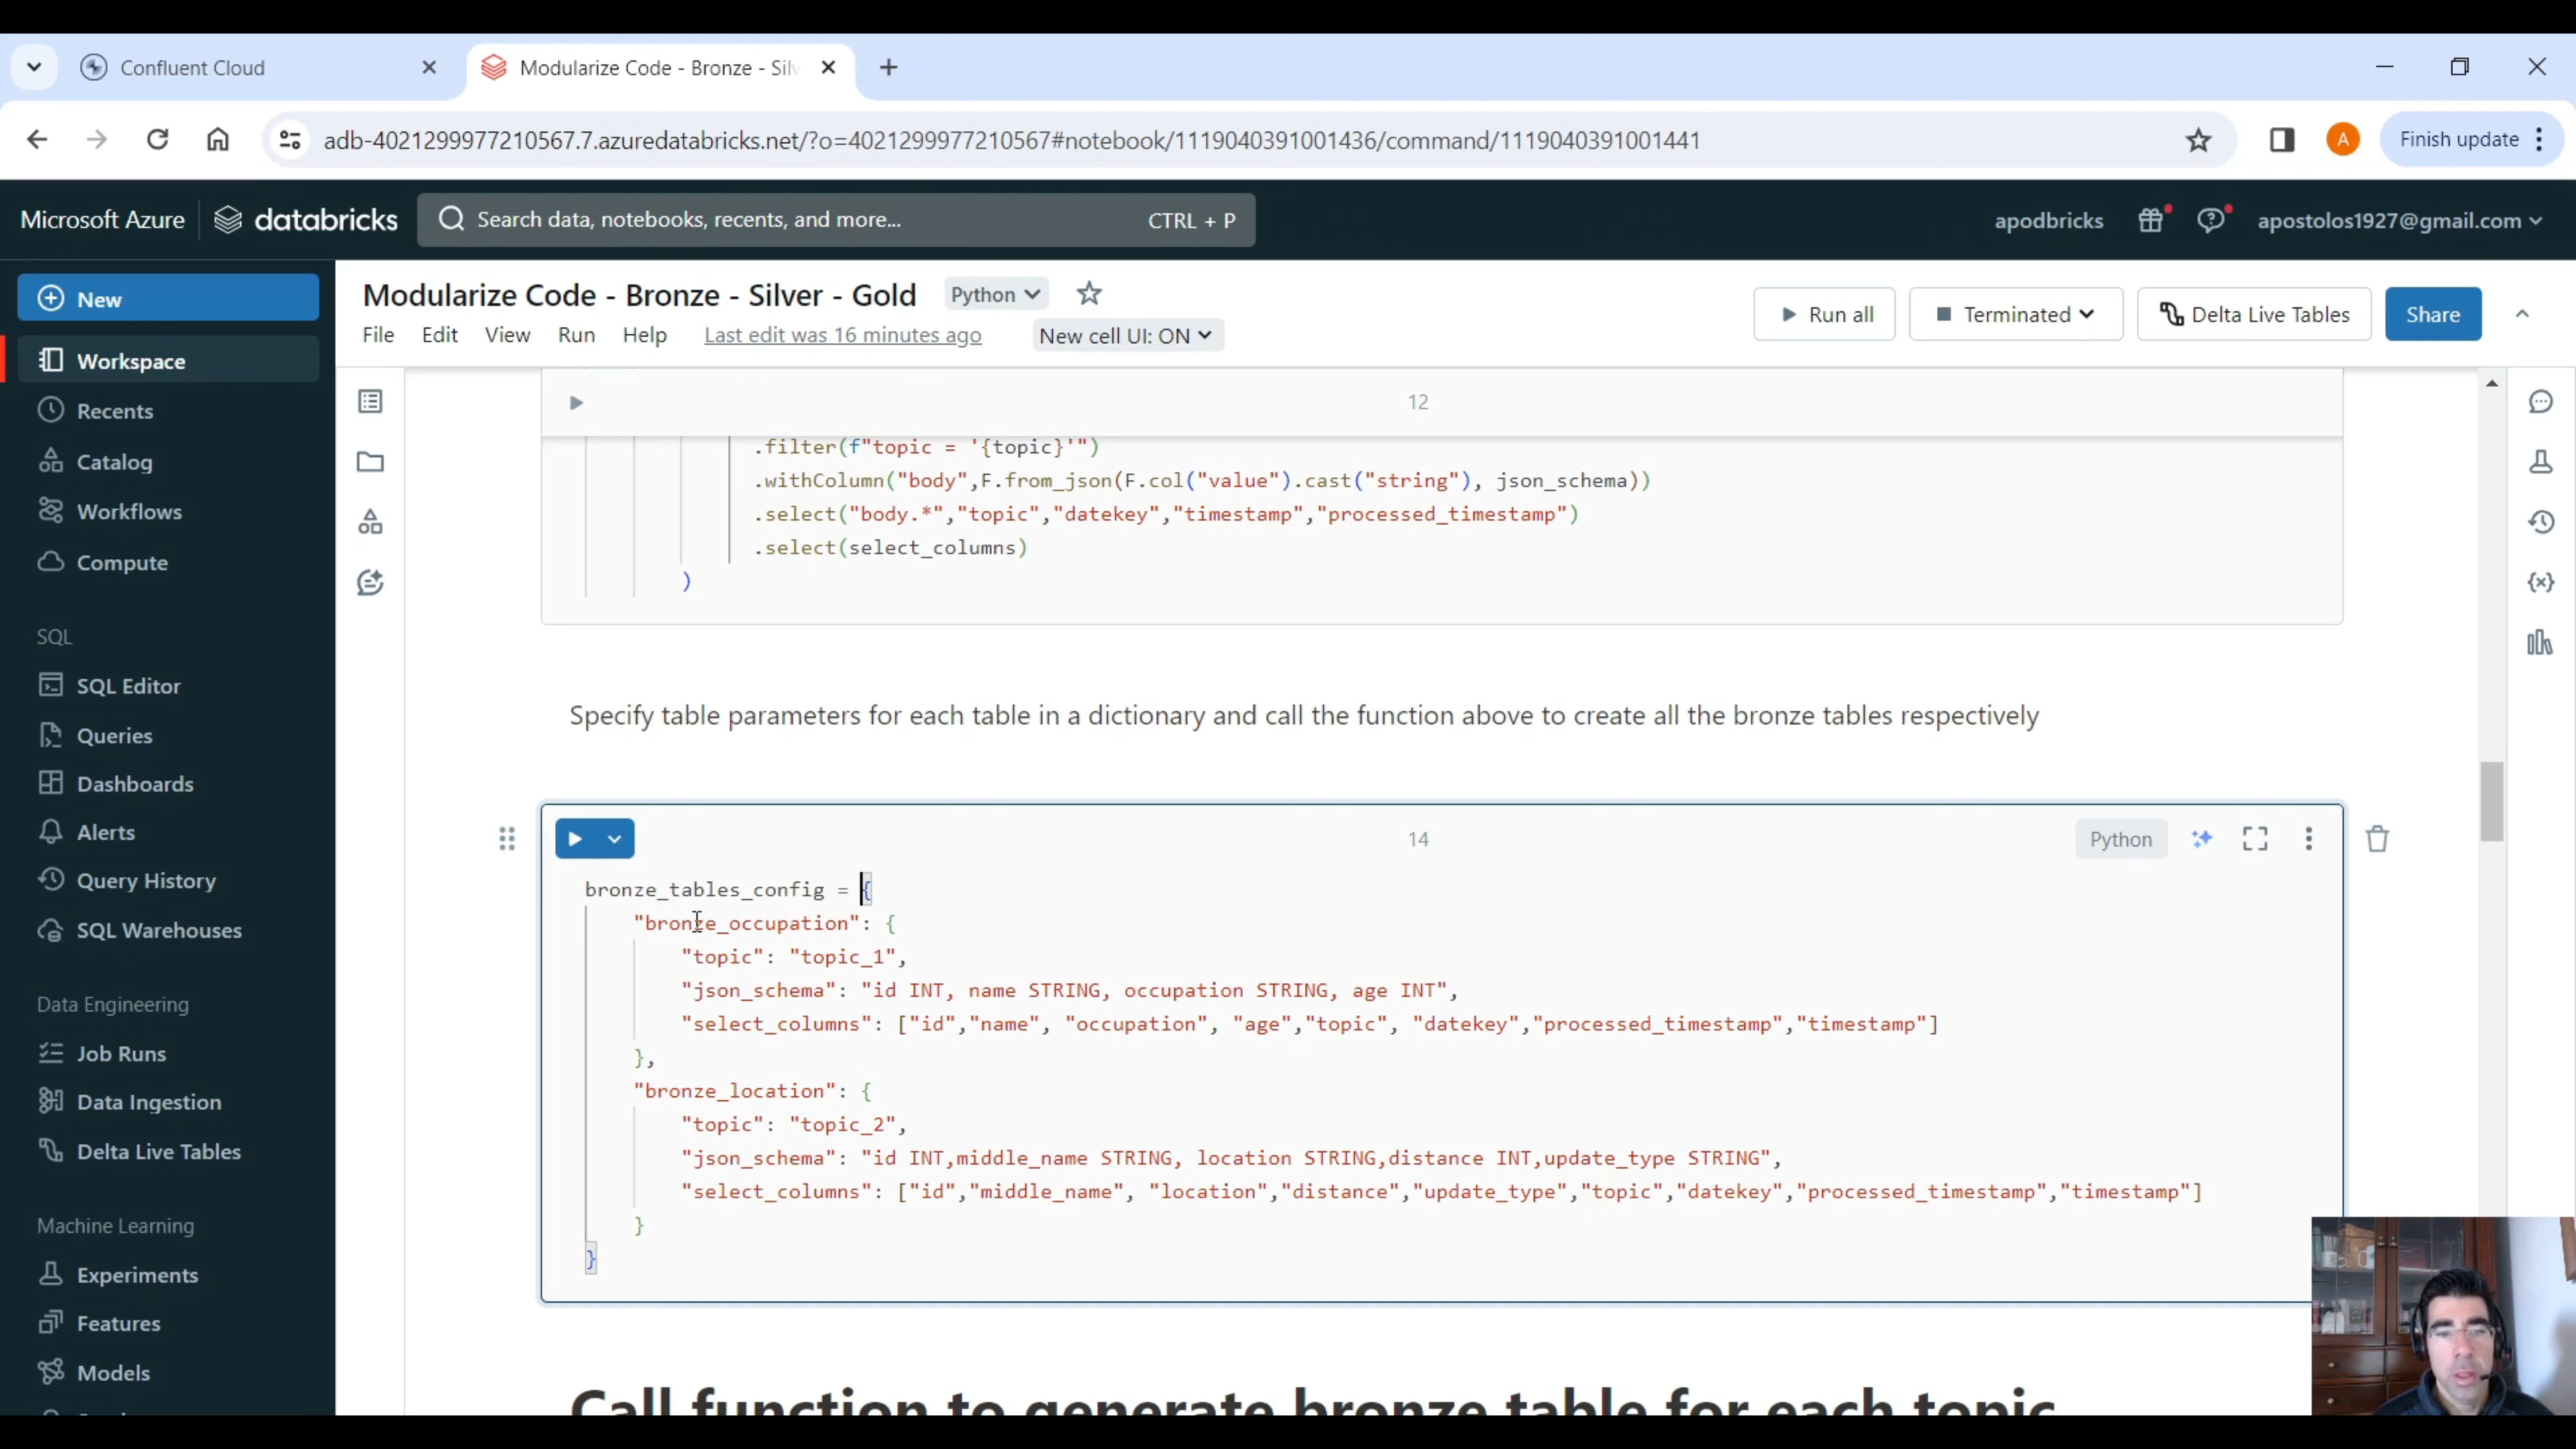 Confluent Cloud
Modularize Code - Bronze - Silv
adb-4021299977210567.7.azuredatabricks.net/?o=4021299977210567#notebook/1119040391001436/command/1119040391001441
A
Finish update
Microsoft Azure
databricks
Search data, notebooks, recents, and more...
CTRL + P
apodbricks
apostolos1927@gmail.com
New
Workspace
Recents
Catalog
Workflows
Compute
SQL
SQL Editor
Queries
Dashboards
Alerts
Query History
SQL Warehouses
Data Engineering
Job Runs
Data Ingestion
Delta Live Tables
Machine Learning
Experiments
Features
Models
Modularize Code - Bronze - Silver - Gold
Python
File
Edit
View
Run
Help
Last edit was 16 minutes ago
New cell UI: ON
Run all
Terminated
Delta Live Tables
Share
12
.filter(f"topic = '{topic}'")
.withColumn("body",F.from_json(F.col("value").cast("string"), json_schema))
.select("body.*","topic","datekey","timestamp","processed_timestamp")
.select(select_columns)
)
Specify table parameters for each table in a dictionary and call the function above to create all the bronze tables respectively
14
Python
bronze_tables_config = {
"bronze_occupation": {
"topic": "topic_1",
"json_schema": "id INT, name STRING, occupation STRING, age INT",
"select_columns": ["id","name", "occupation", "age","topic", "datekey","processed_timestamp","timestamp"]
},
"bronze_location": {
"topic": "topic_2",
"json_schema": "id INT,middle_name STRING, location STRING,distance INT,update_type STRING",
"select_columns": ["id","middle_name", "location","distance","update_type","topic","datekey","processed_timestamp","timestamp"]
}
}
Call function to generate bronze table for each topic